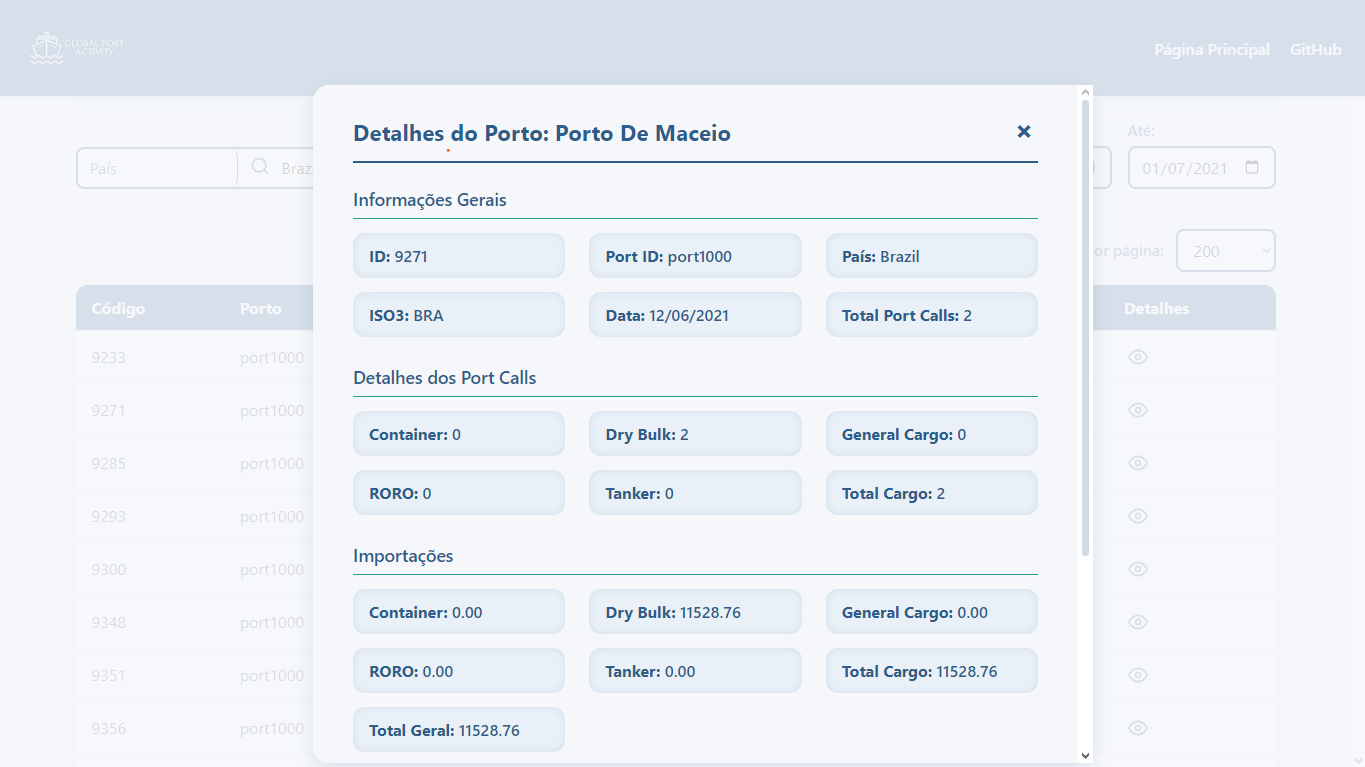 GLOBAL PORT
ACTIVITY
Página Principal GitHub
Detalhes do Porto: Porto De Maceio
Até:
País Braz 01/07/2021
or página: 200
Código Porto Detalhes
9233 port1000
9271 port1000
9285 port1000
9293 port1000
9300 port1000
9348 port1000
9351 port1000
9356 port1000
Informações Gerais
ID: 9271 Port ID: port1000 País: Brazil
ISO3: BRA Data: 12/06/2021 Total Port Calls: 2
Detalhes dos Port Calls
Container: 0 Dry Bulk: 2 General Cargo: 0
RORO: 0 Tanker: 0 Total Cargo: 2
Importações
Container: 0.00 Dry Bulk: 11528.76 General Cargo: 0.00
RORO: 0.00 Tanker: 0.00 Total Cargo: 11528.76
Total Geral: 11528.76